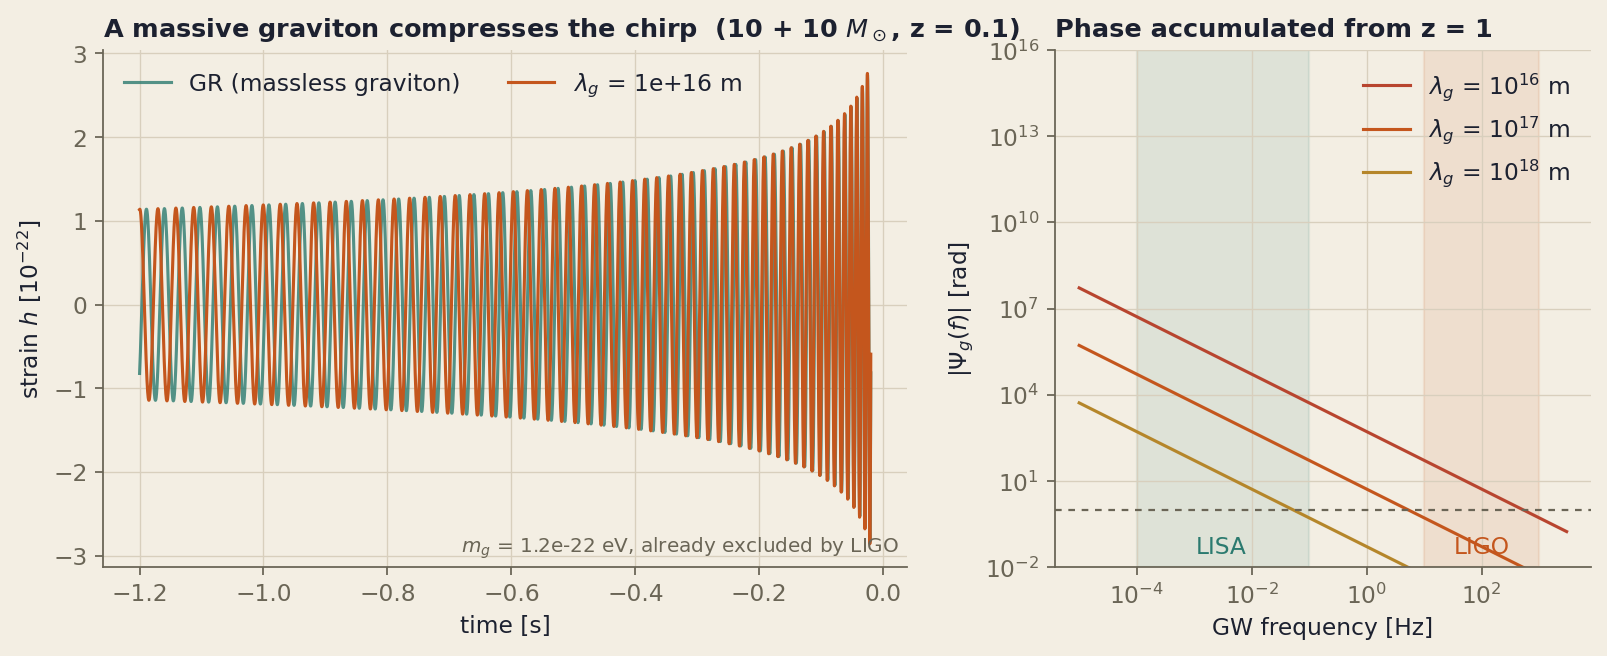 A massive graviton compresses the chirp (10 + 10 M⊙, z = 0.1)
GR (massless graviton)
λg = 1e+16 m
3
2
1
0
−1
−2
−3
strain h [10⁻²²]
mg = 1.2e-22 eV, already excluded by LIGO
−1.2
−1.0
−0.8
−0.6
−0.4
−0.2
0.0
time [s]
Phase accumulated from z = 1
λg = 10¹⁶ m
λg = 10¹⁷ m
λg = 10¹⁸ m
10¹⁶
10¹³
10¹⁰
10⁷
10⁴
10¹
10⁻²
|Ψg(f)| [rad]
LISA
LIGO
10⁻⁴
10⁻²
10⁰
10²
GW frequency [Hz]